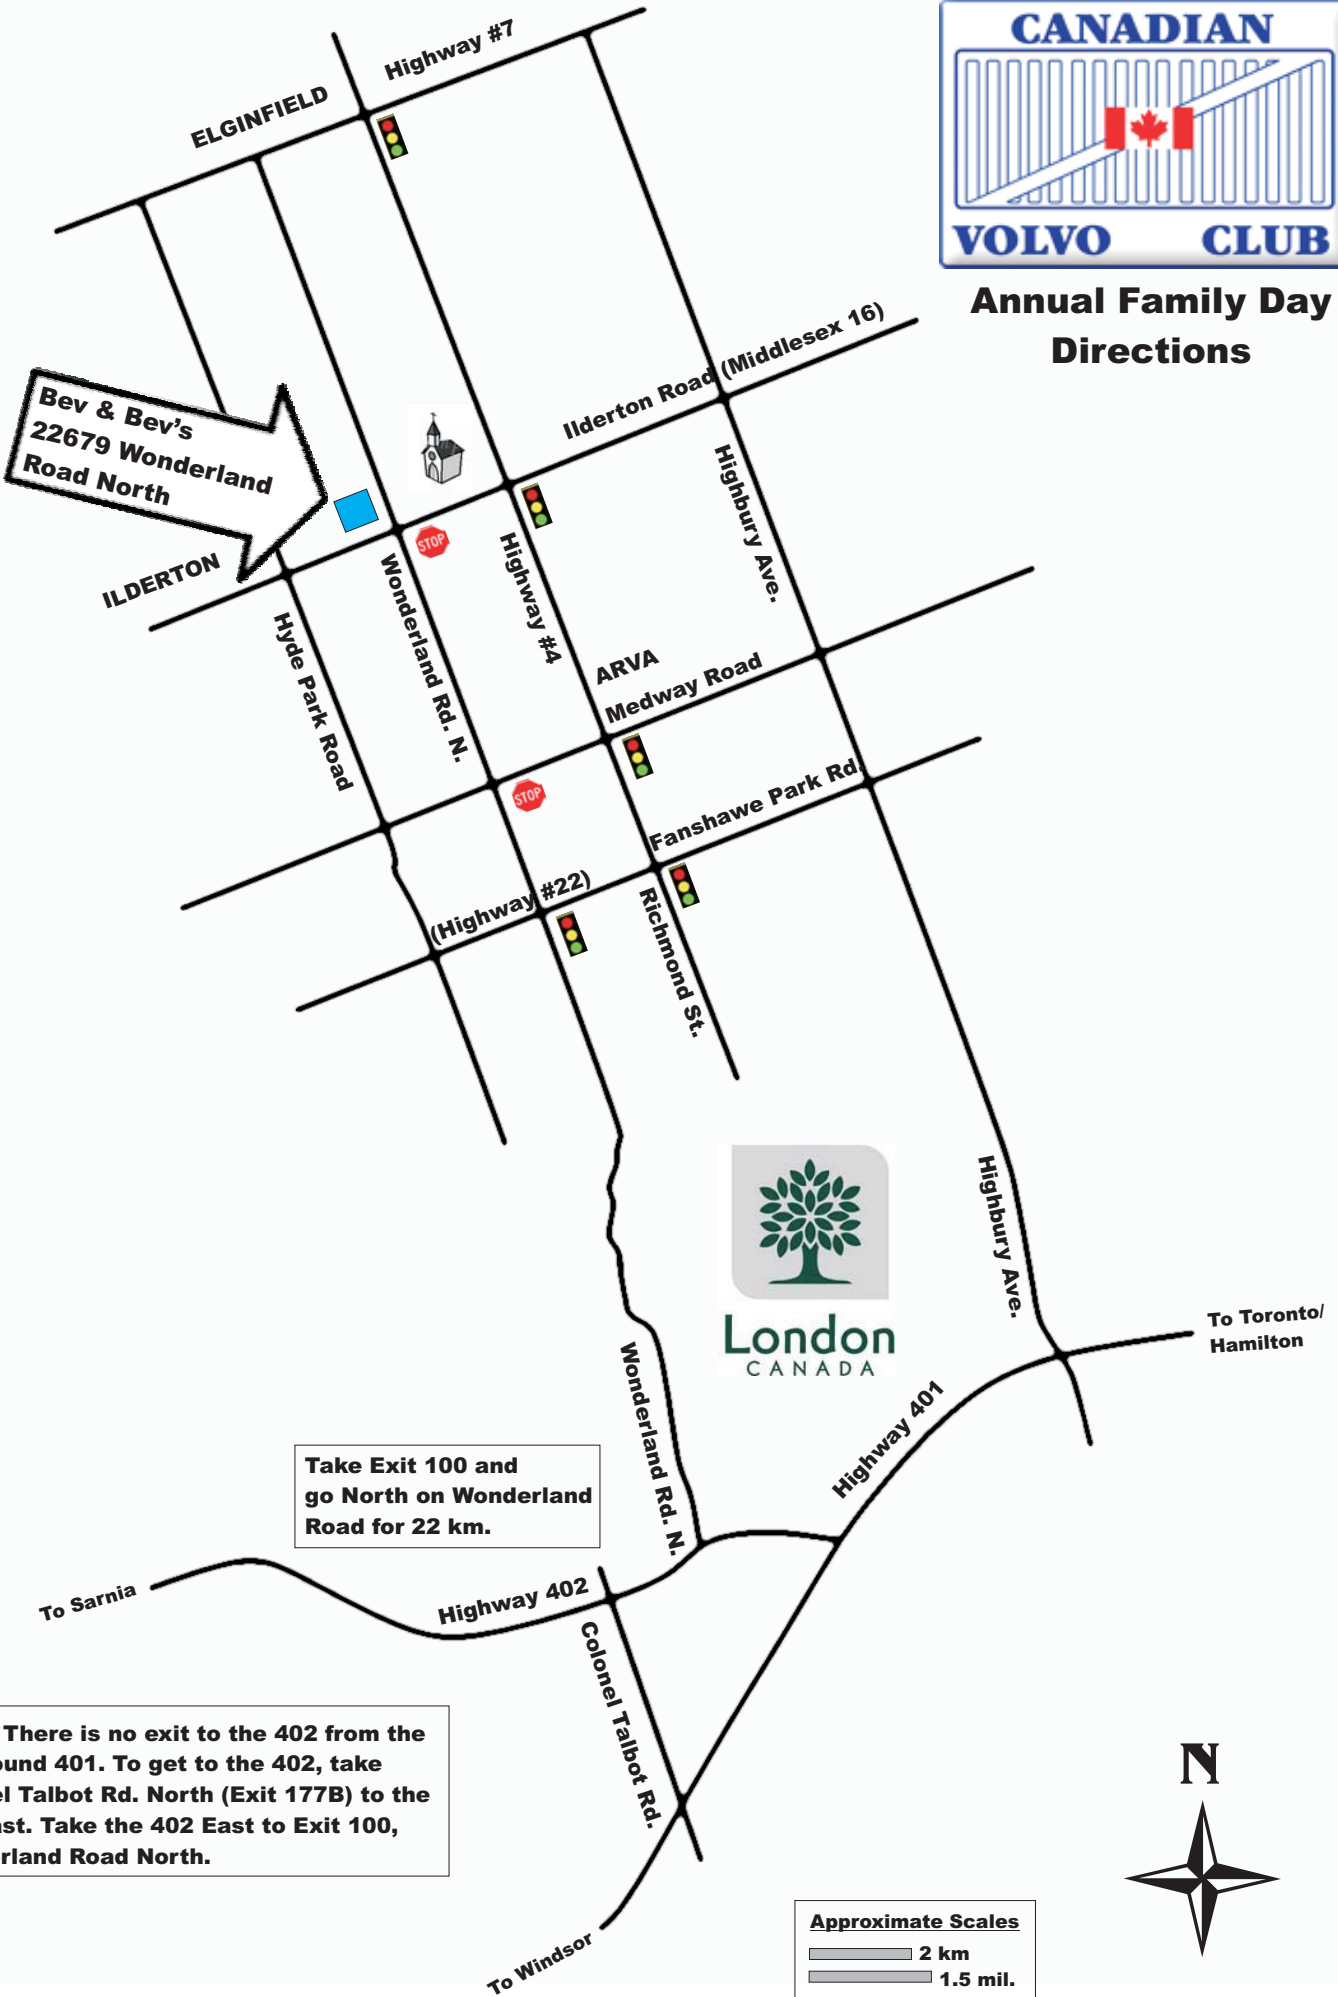 CANADIAN
VOLVO CLUB
Annual Family Day
Directions
Highway #7
ELGINFIELD
Ilderton Road (Middlesex 16)
Bev & Bev’s
22679 Wonderland
Road North
STOP
ILDERTON
Hyde Park Road
Wonderland Rd. N.
Highway #4
Highbury Ave.
ARVA
Medway Road
STOP
Fanshawe Park Rd.
(Highway #22)
Richmond St.
London
CANADA
Highbury Ave.
To Toronto/
Hamilton
Wonderland Rd. N.
Highway 401
Take Exit 100 and
go North on Wonderland
Road for 22 km.
To Sarnia
Highway 402
Colonel Talbot Rd.
There is no exit to the 402 from the
ound 401. To get to the 402, take
el Talbot Rd. North (Exit 177B) to the
ast. Take the 402 East to Exit 100,
rland Road North.
N
To Windsor
Approximate Scales
2 km
1.5 mil.